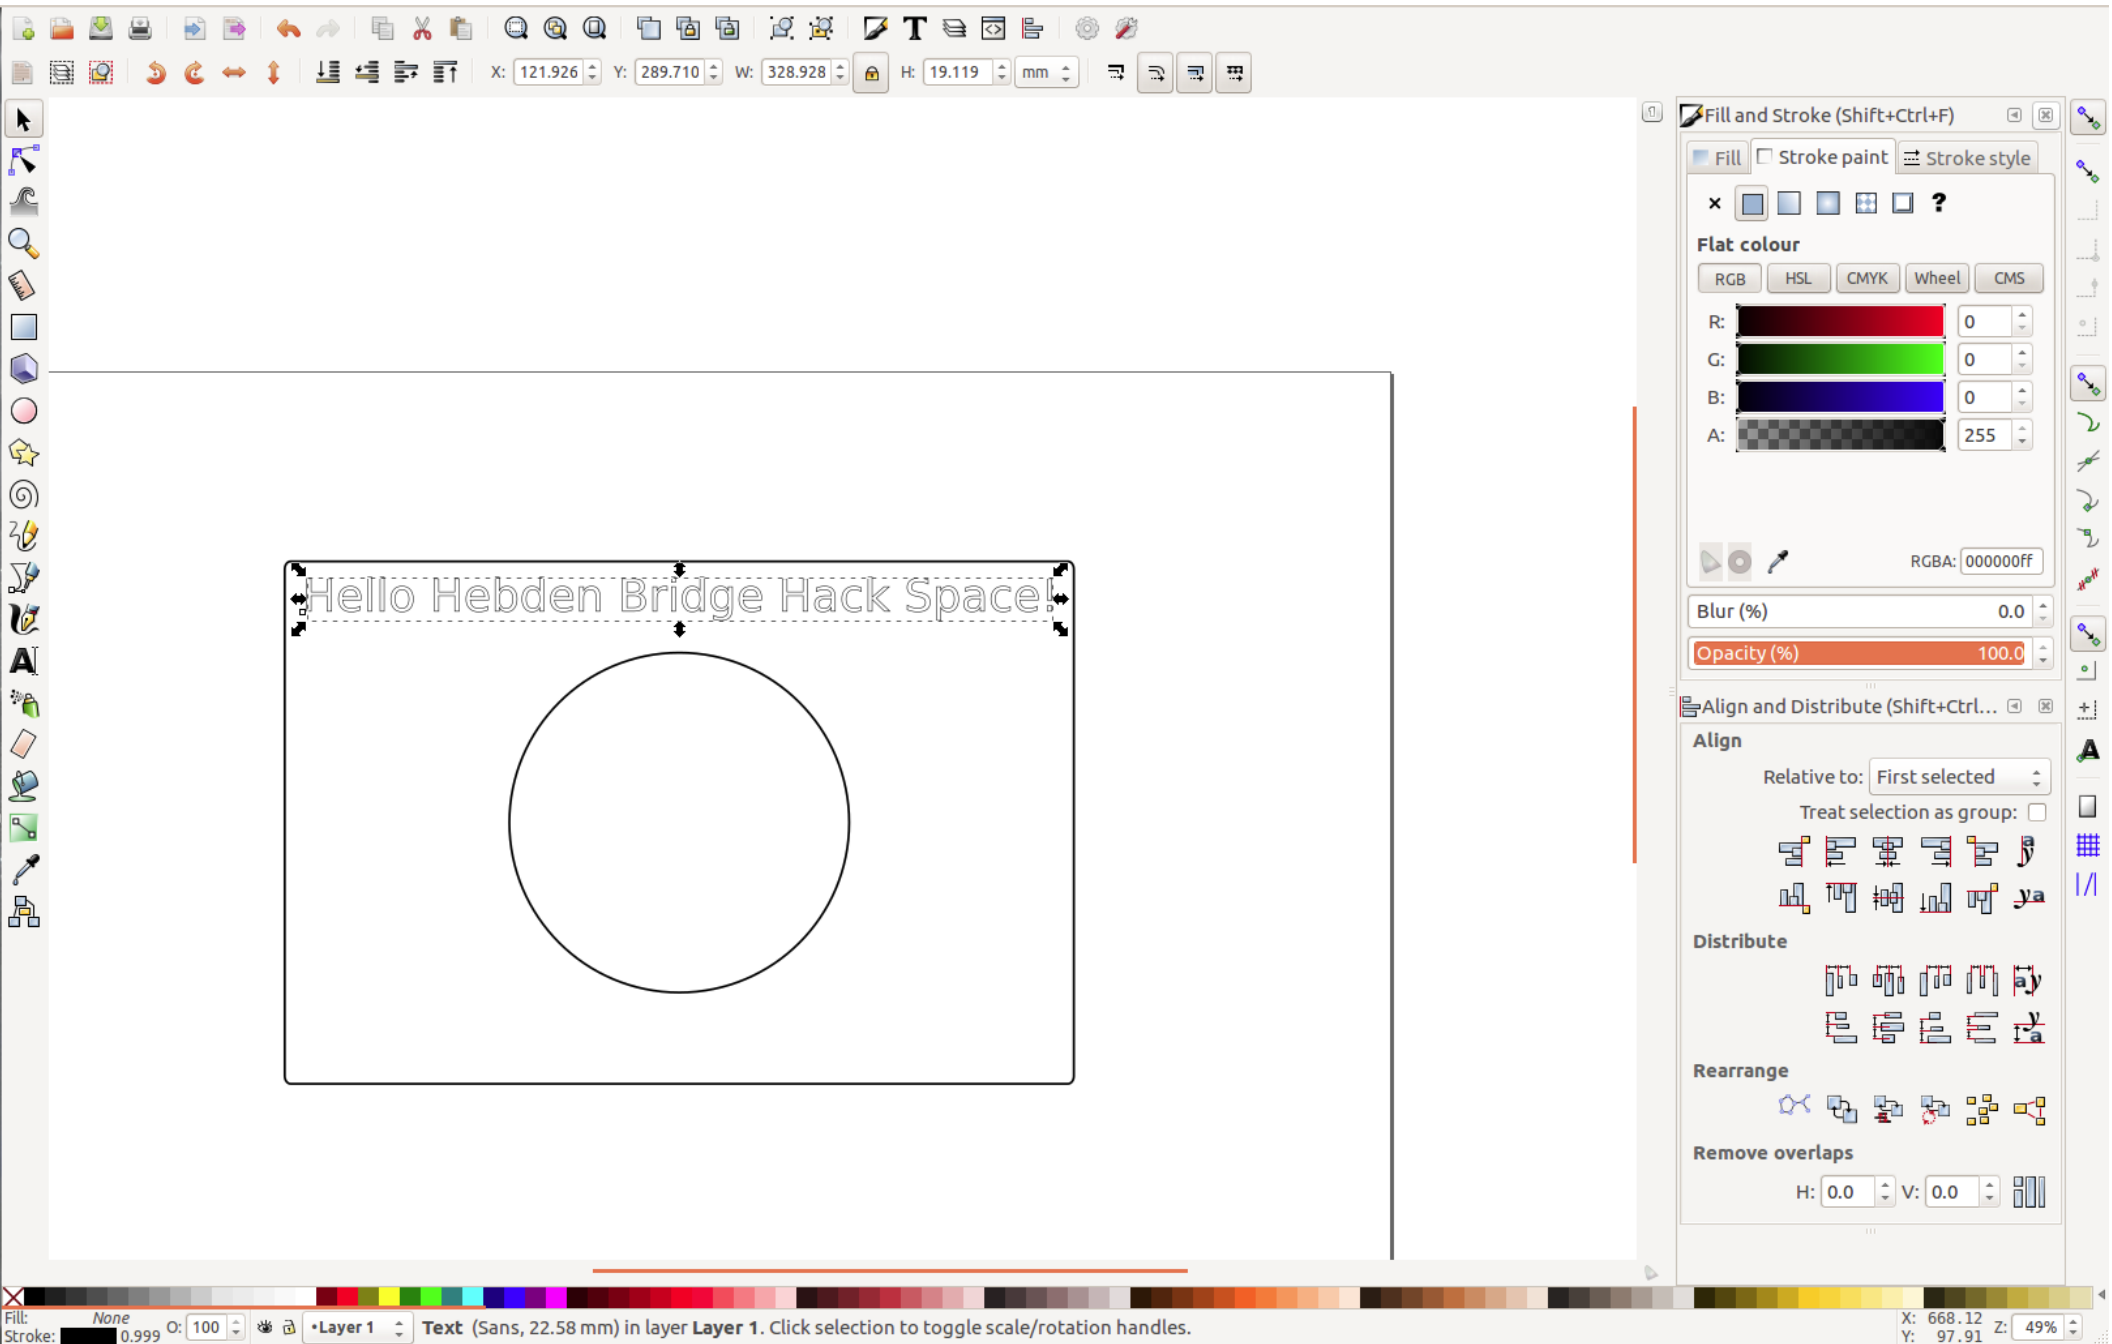 X: 121.926 Y: 289.710 W: 328.928 H: 19.119 mm
Fill and Stroke (Shift+Ctrl+F)
Fill Stroke paint Stroke style
?
Flat colour
RGB HSL CMYK Wheel CMS
R: 0
G: 0
B: 0
A: 255
RGBA: 000000ff
Blur (%) 0.0
Opacity (%) 100.0
Align and Distribute (Shift+Ctrl...
Align
Relative to: First selected
Treat selection as group:
Distribute
Rearrange
Remove overlaps
H: 0.0 V: 0.0
Hello Hebden Bridge Hack Space!
Fill: None
Stroke: 0.999
O: 100
•Layer 1
Text (Sans, 22.58 mm) in layer Layer 1. Click selection to toggle scale/rotation handles.
X: 668.12
Y: 97.91
Z: 49%